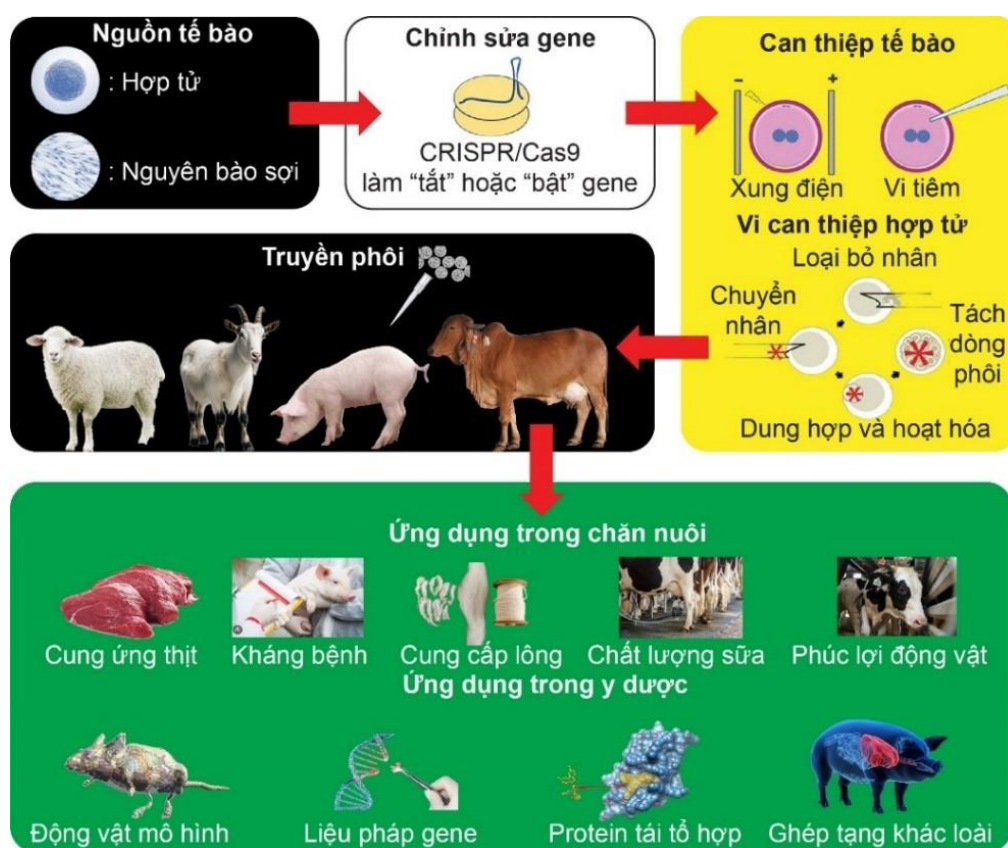 Nguồn tế bào
: Hợp tử
: Nguyên bào sợi
Chỉnh sửa gene
CRISPR/Cas9
làm “tắt” hoặc “bật” gene
Can thiệp tế bào
- +
Xung điện
Vi tiêm
Vi can thiệp hợp tử
Loại bỏ nhân
Chuyển
nhân
Tách
dòng
phôi
Dung hợp và hoạt hóa
Truyền phôi
Ứng dụng trong chăn nuôi
Cung ứng thịt
Kháng bệnh
Cung cấp lông
Chất lượng sữa
Phúc lợi động vật
Ứng dụng trong y dược
Động vật mô hình
Liệu pháp gene
Protein tái tổ hợp
Ghép tạng khác loài